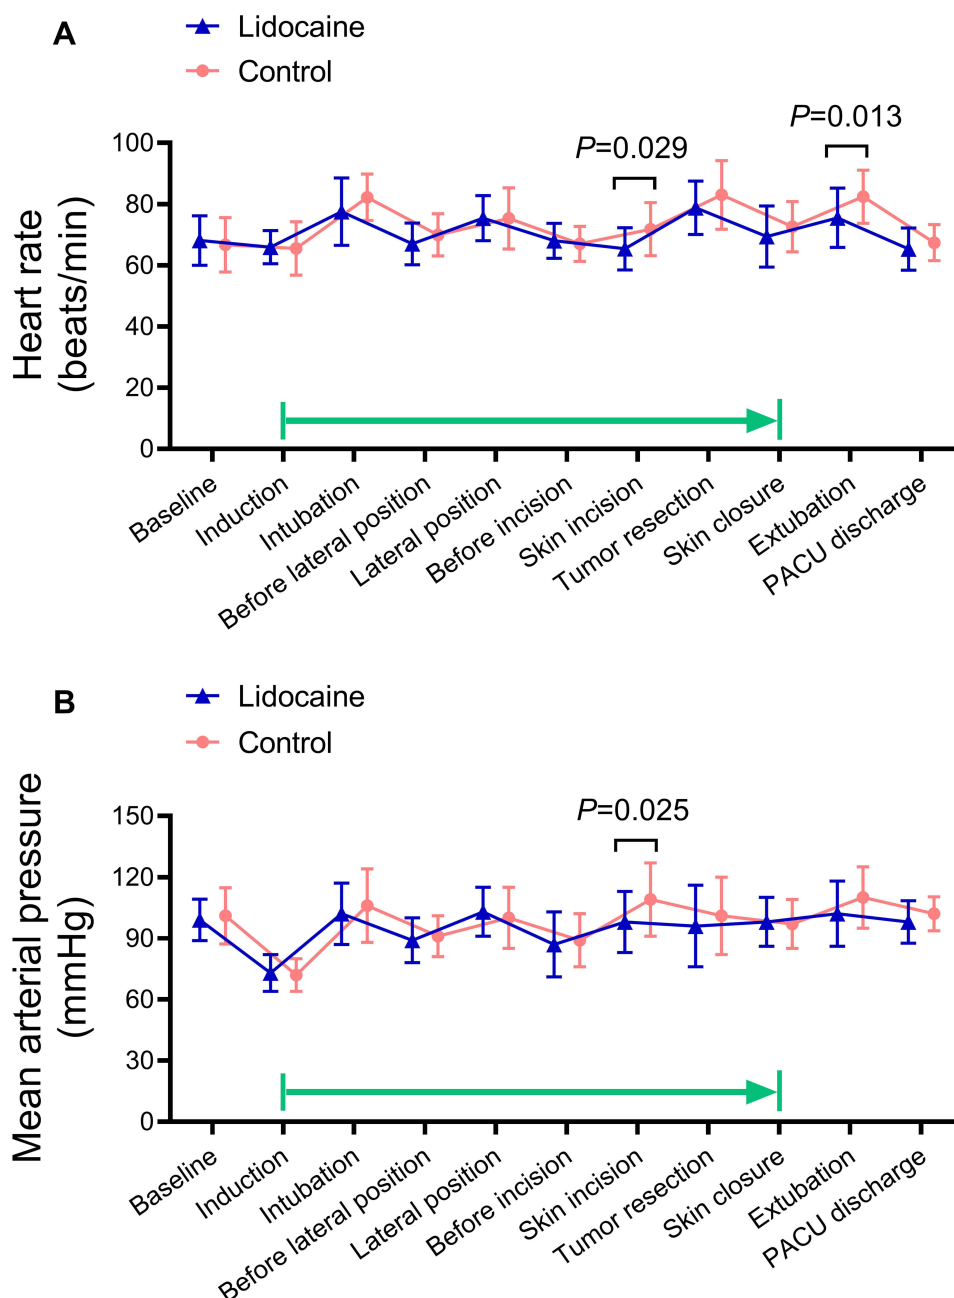 A
Lidocaine
Control
P=0.029
P=0.013
Heart rate
(beats/min)
100
80
60
40
20
0
Baseline
Induction
Intubation
Before lateral position
Lateral position
Before incision
Skin incision
Tumor resection
Skin closure
Extubation
PACU discharge
B
Lidocaine
Control
P=0.025
Mean arterial pressure
(mmHg)
150
120
90
60
30
0
Baseline
Induction
Intubation
Before lateral position
Lateral position
Before incision
Skin incision
Tumor resection
Skin closure
Extubation
PACU discharge